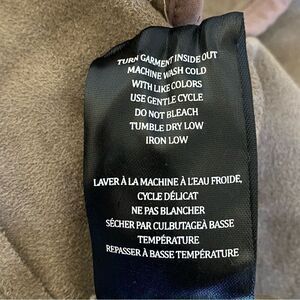 TURN GARMENT INSIDE OUT
MACHINE WASH COLD
WITH LIKE COLORS
USE GENTLE CYCLE
DO NOT BLEACH
TUMBLE DRY LOW
IRON LOW
LAVER À LA MACHINE À L'EAU FROIDE,
CYCLE DÉLICAT
NE PAS BLANCHER
SÉCHER PAR CULBUTAGEÀ BASSE
TEMPÉRATURE
REPASSER À BASSE TEMPÉRATURE